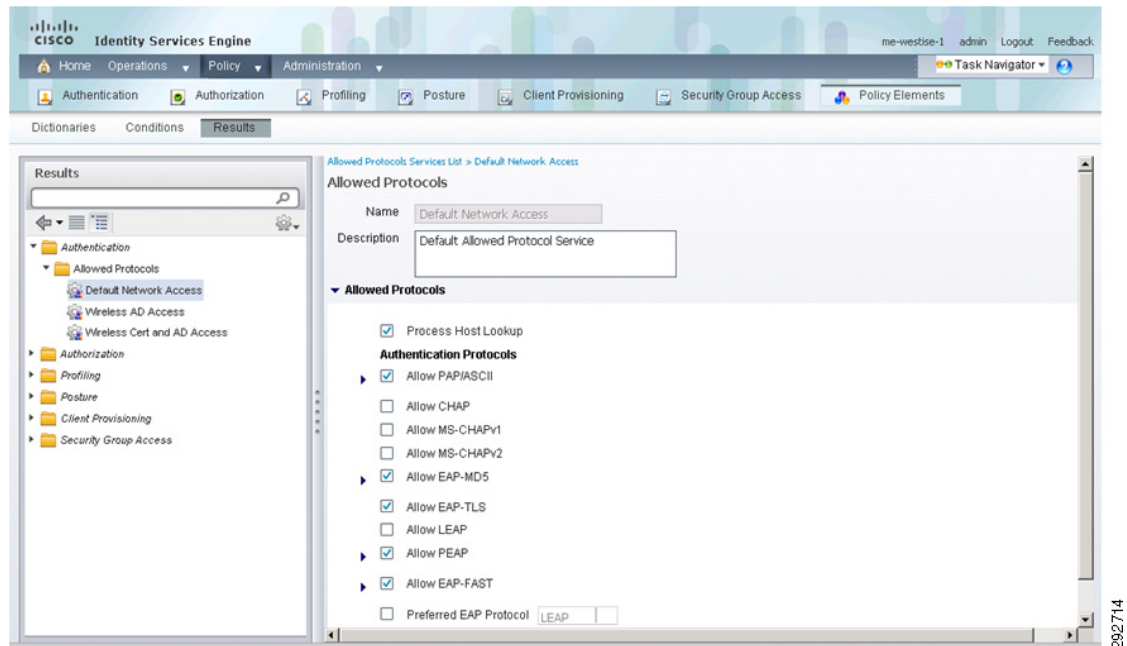 CISCO Identity Services Engine
me-westise-1 admin Logout Feedback
Home Operations Policy Administration
Task Navigator
Authentication Authorization Profiling Posture Client Provisioning Security Group Access Policy Elements
Dictionaries Conditions Results
Results
Authentication
Allowed Protocols
Default Network Access
Wireless AD Access
Wireless Cert and AD Access
Authorization
Profiling
Posture
Client Provisioning
Security Group Access
Allowed Protocols Services List > Default Network Access
Allowed Protocols
Name Default Network Access
Description Default Allowed Protocol Service
Allowed Protocols
Process Host Lookup
Authentication Protocols
Allow PAP/ASCII
Allow CHAP
Allow MS-CHAPv1
Allow MS-CHAPv2
Allow EAP-MD5
Allow EAP-TLS
Allow LEAP
Allow PEAP
Allow EAP-FAST
Preferred EAP Protocol LEAP
292714